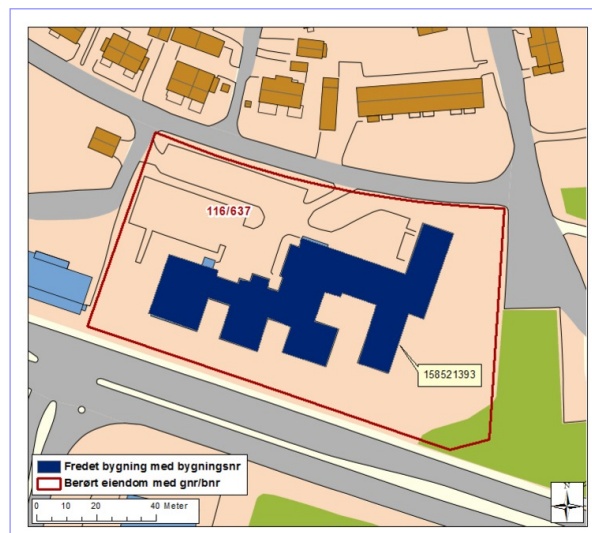 116/637
158521393
Fredet bygning med bygningsnr
Berørt eiendom med gnr/bnr
0 10 20 40 Meter
N